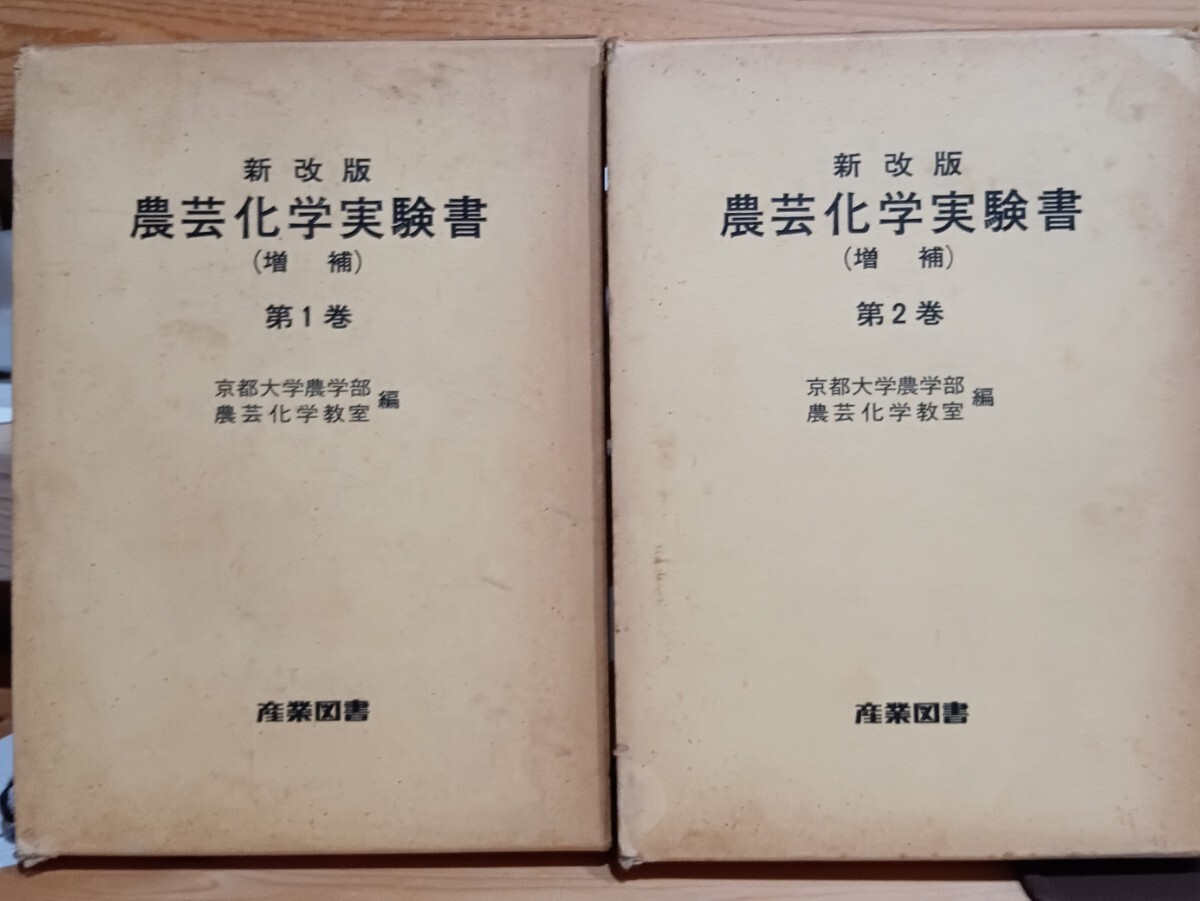 新改版
農芸化学実験書
(増 補)
第1巻
京都大学農学部
農芸化学教室 編
産業図書
新改版
農芸化学実験書
(増 補)
第2巻
京都大学農学部
農芸化学教室 編
産業図書